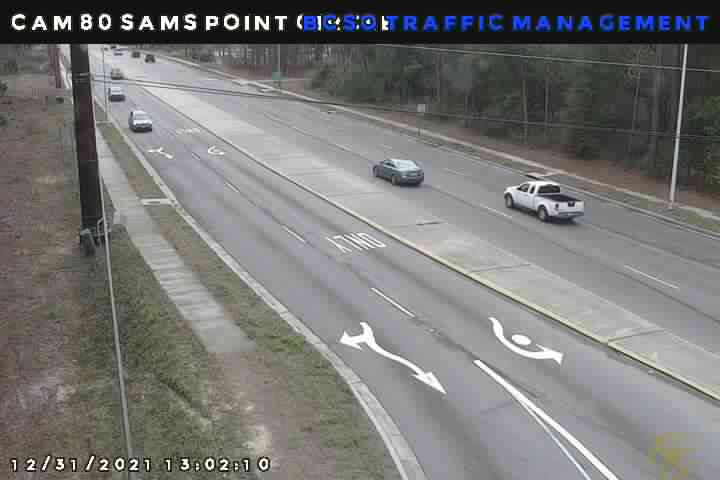 CAM 80 SAMS POINT
BCSO TRAFFIC MANAGEMENT
ONLY
12/31/2021 13:02:10